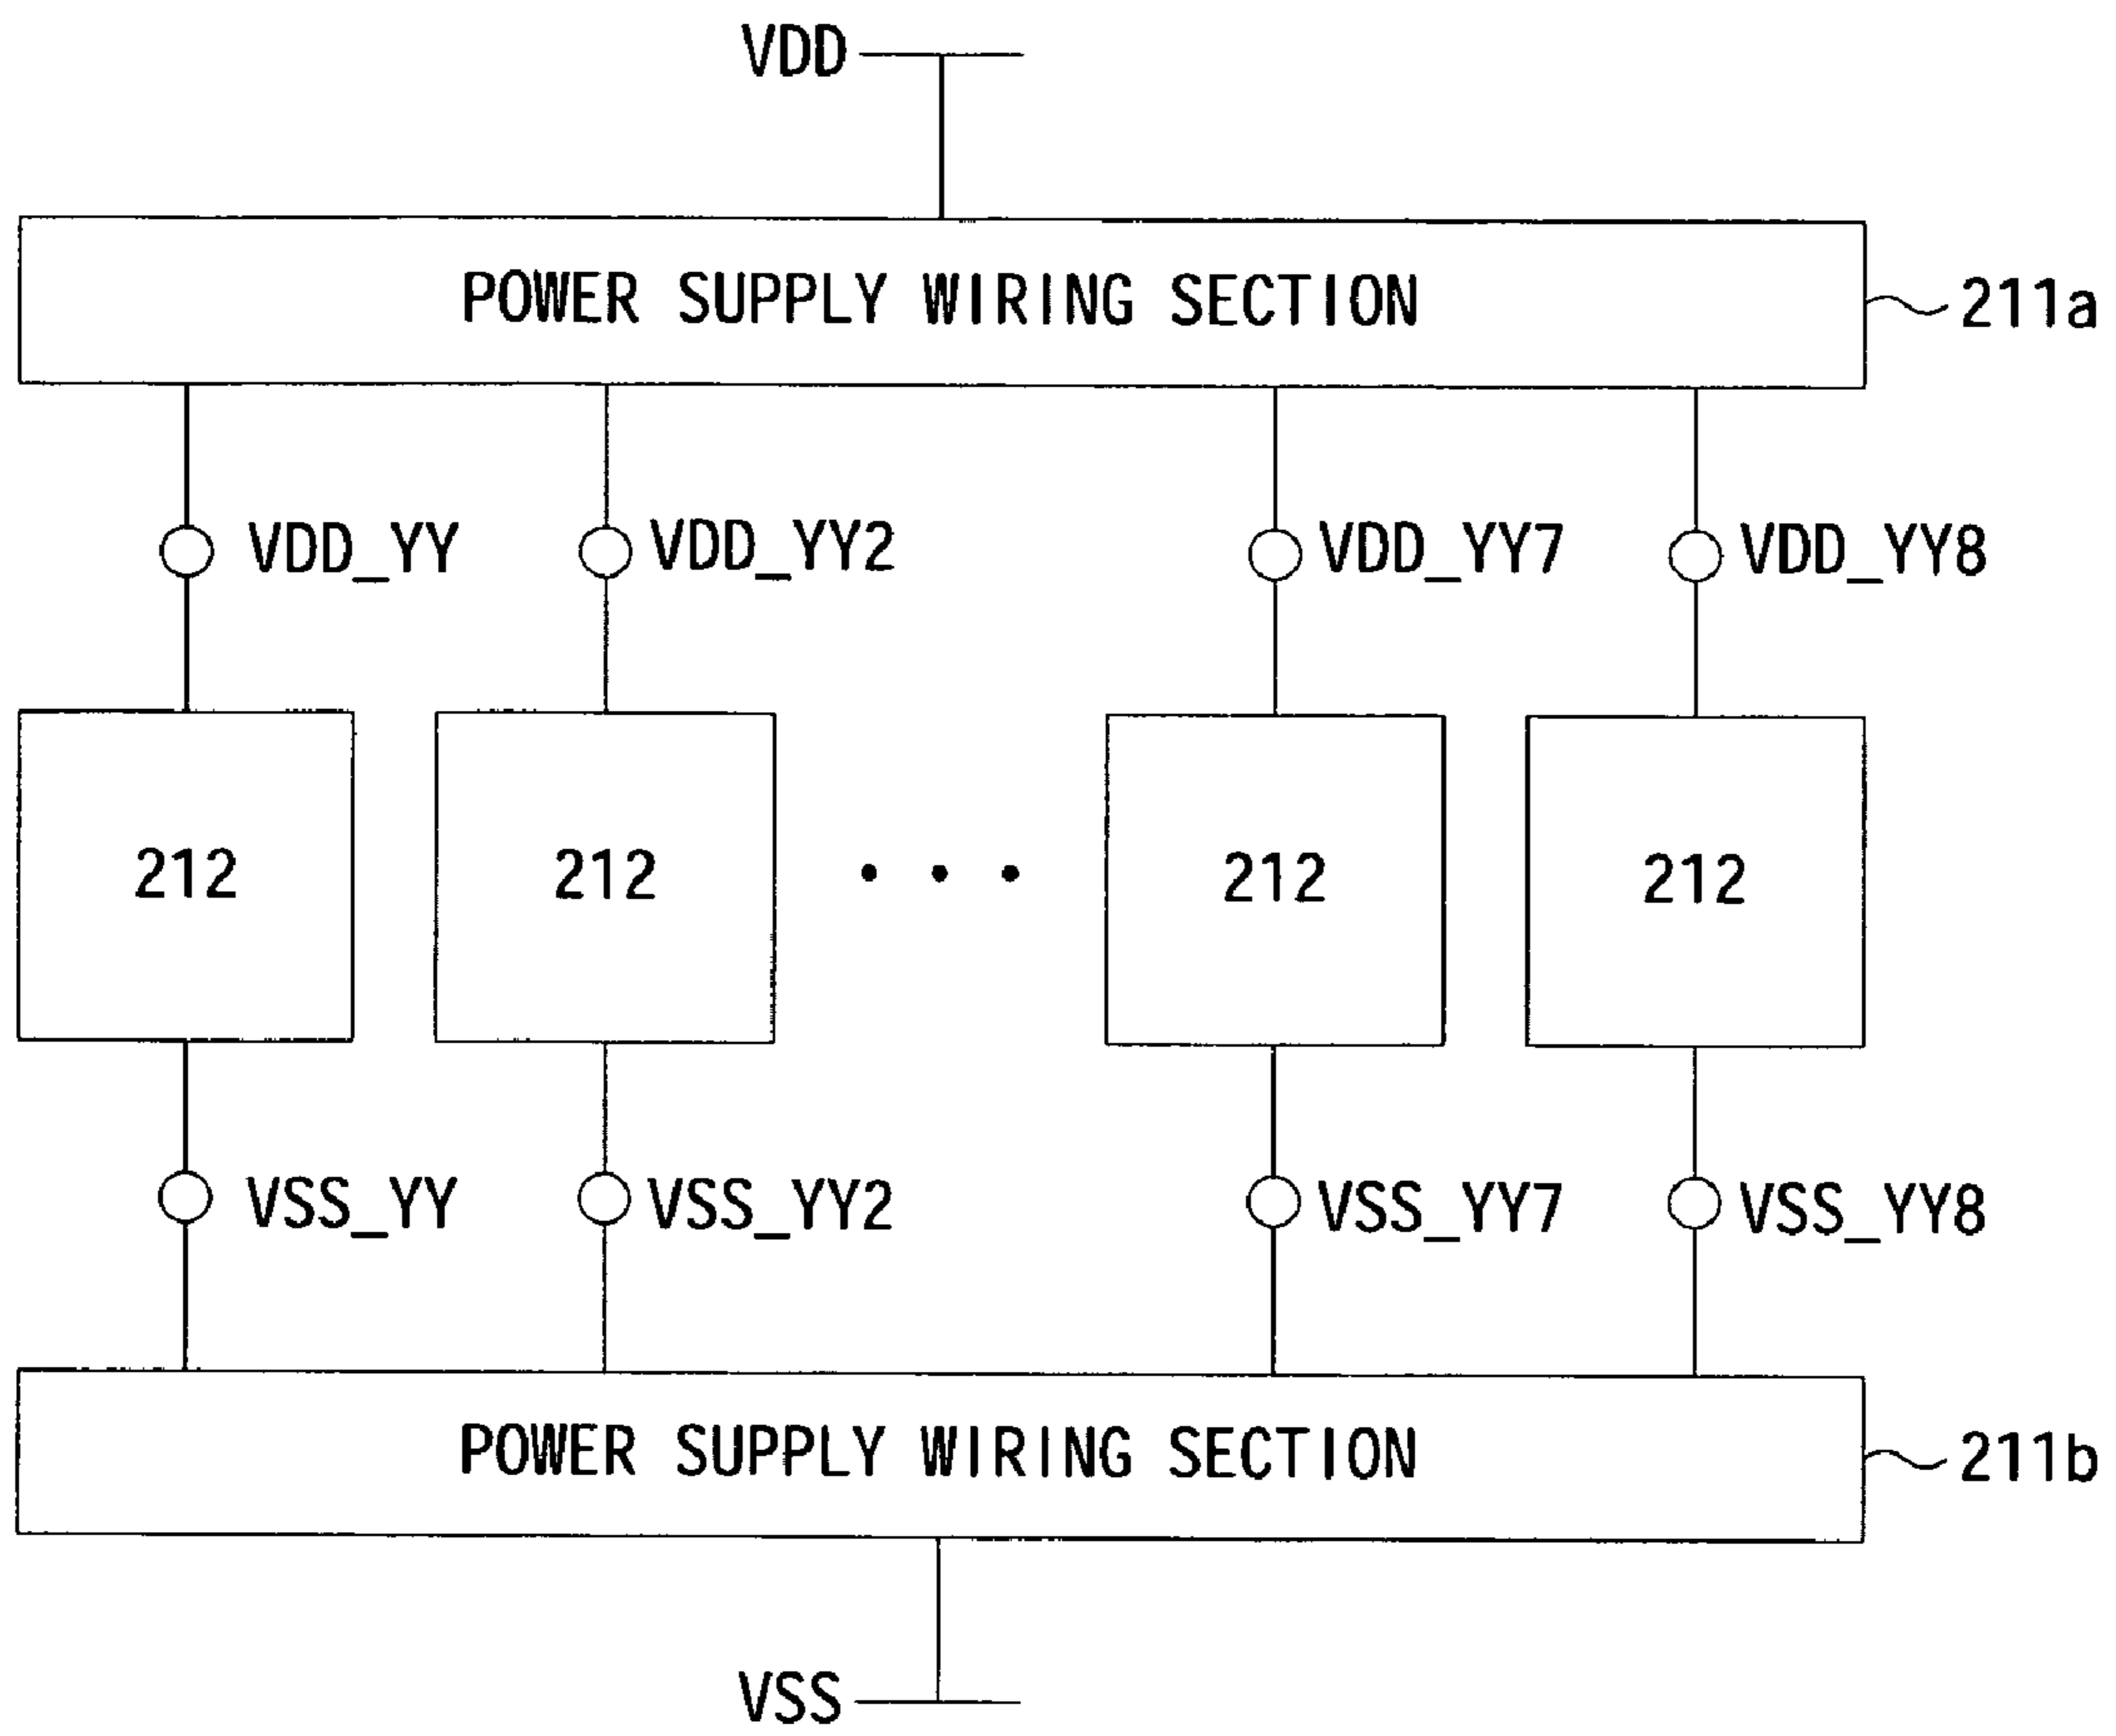 VDD
POWER SUPPLY WIRING SECTION 211a
VDD_YY VDD_YY2 VDD_YY7 VDD_YY8
212 212 • • • 212 212
VSS_YY VSS_YY2 VSS_YY7 VSS_YY8
POWER SUPPLY WIRING SECTION 211b
VSS